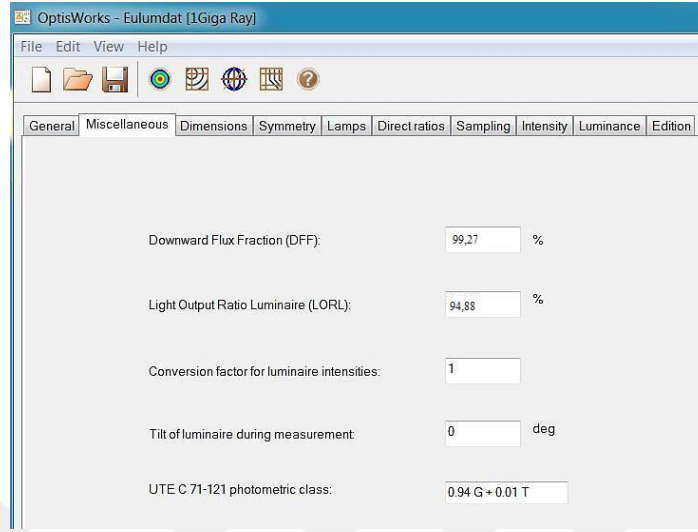 OptisWorks - Eulumdat [1Giga Ray]
File Edit View Help
General Miscellaneous Dimensions Symmetry Lamps Direct ratios Sampling Intensity Luminance Edition
Downward Flux Fraction (DFF): 99,27 %
Light Output Ratio Luminaire (LORL): 94,88 %
Conversion factor for luminaire intensities: 1
Tilt of luminaire during measurement: 0 deg
UTE C 71-121 photometric class: 0.94 G + 0.01 T